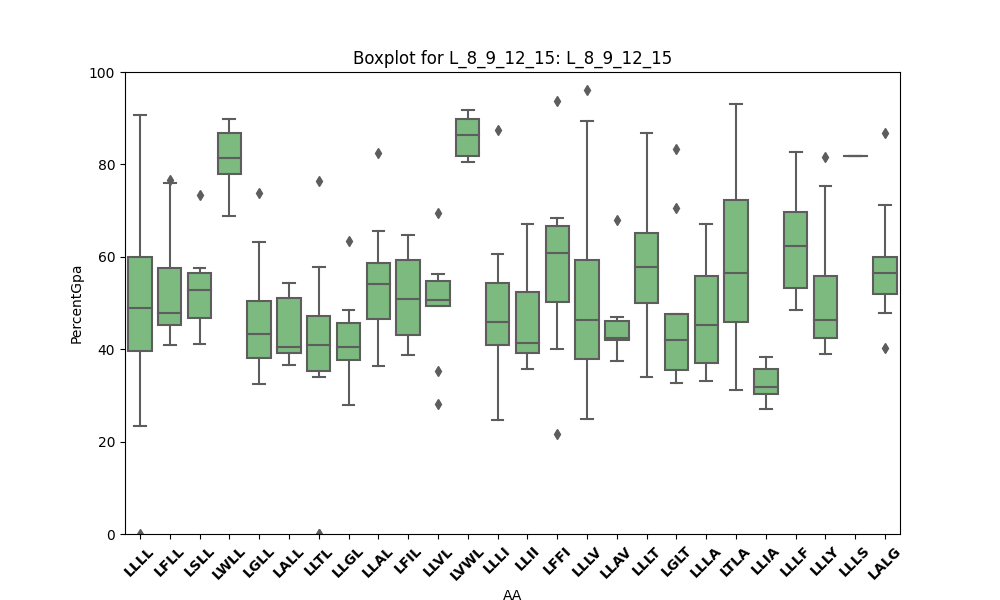 Boxplot for L_8_9_12_15: L_8_9_12_15
PercentGpa
100
80
60
40
20
0
LLLL
LFLL
LSLL
LWLL
LGLL
LALL
LLTL
LLGL
LLAL
LFIL
LLVL
LVWL
LLLI
LLII
LFFI
LLLV
LLAV
LLLT
LGLT
LLLA
LTLA
LLIA
LLLF
LLLY
LLLS
LALG
AA